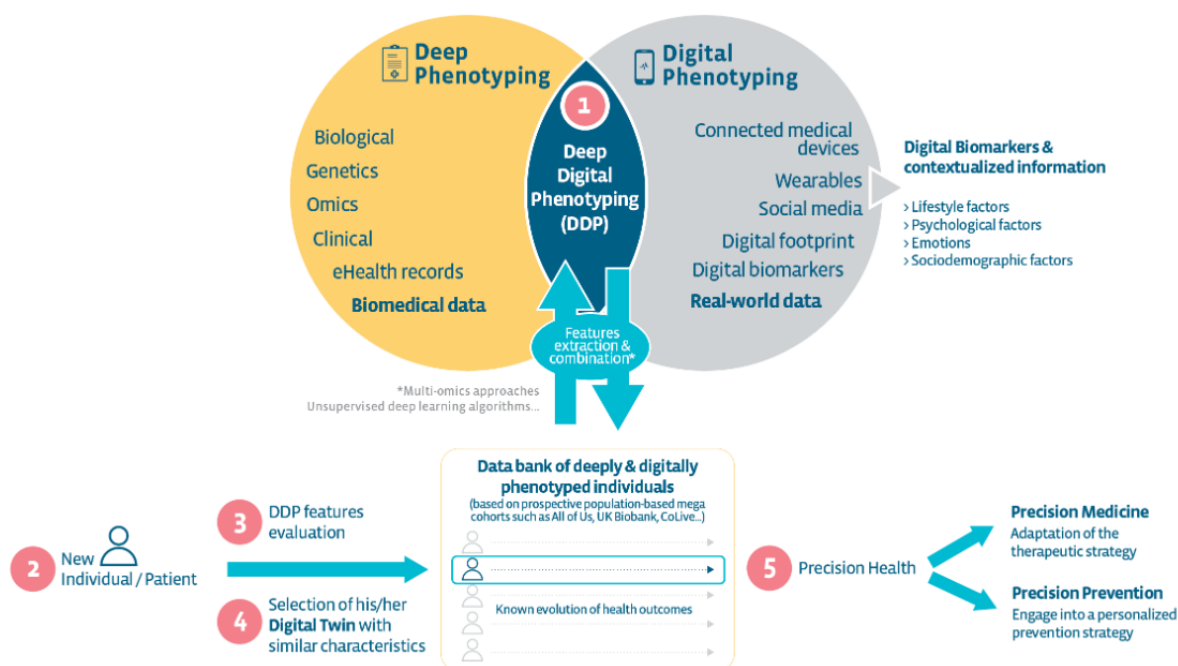 Deep
Phenotyping
Digital
Phenotyping
1
Deep
Digital
Phenotyping
(DDP)
Biological
Genetics
Omics
Clinical
eHealth records
Biomedical data
Connected medical
devices
Wearables
Social media
Digital footprint
Digital biomarkers
Real-world data
Digital Biomarkers &
contextualized information
> Lifestyle factors
> Psychological factors
> Emotions
> Sociodemographic factors
Features
extraction &
combination*
*Multi-omics approaches
Unsupervised deep learning algorithms...
Data bank of deeply & digitally
phenotyped individuals
(based on prospective population-based mega
cohorts such as All of Us, UK Biobank, CoLive...)
Known evolution of health outcomes
2
New
Individual / Patient
3
DDP features
evaluation
4
Selection of his/her
Digital Twin with
similar characteristics
5
Precision Health
Precision Medicine
Adaptation of the
therapeutic strategy
Precision Prevention
Engage into a personalized
prevention strategy